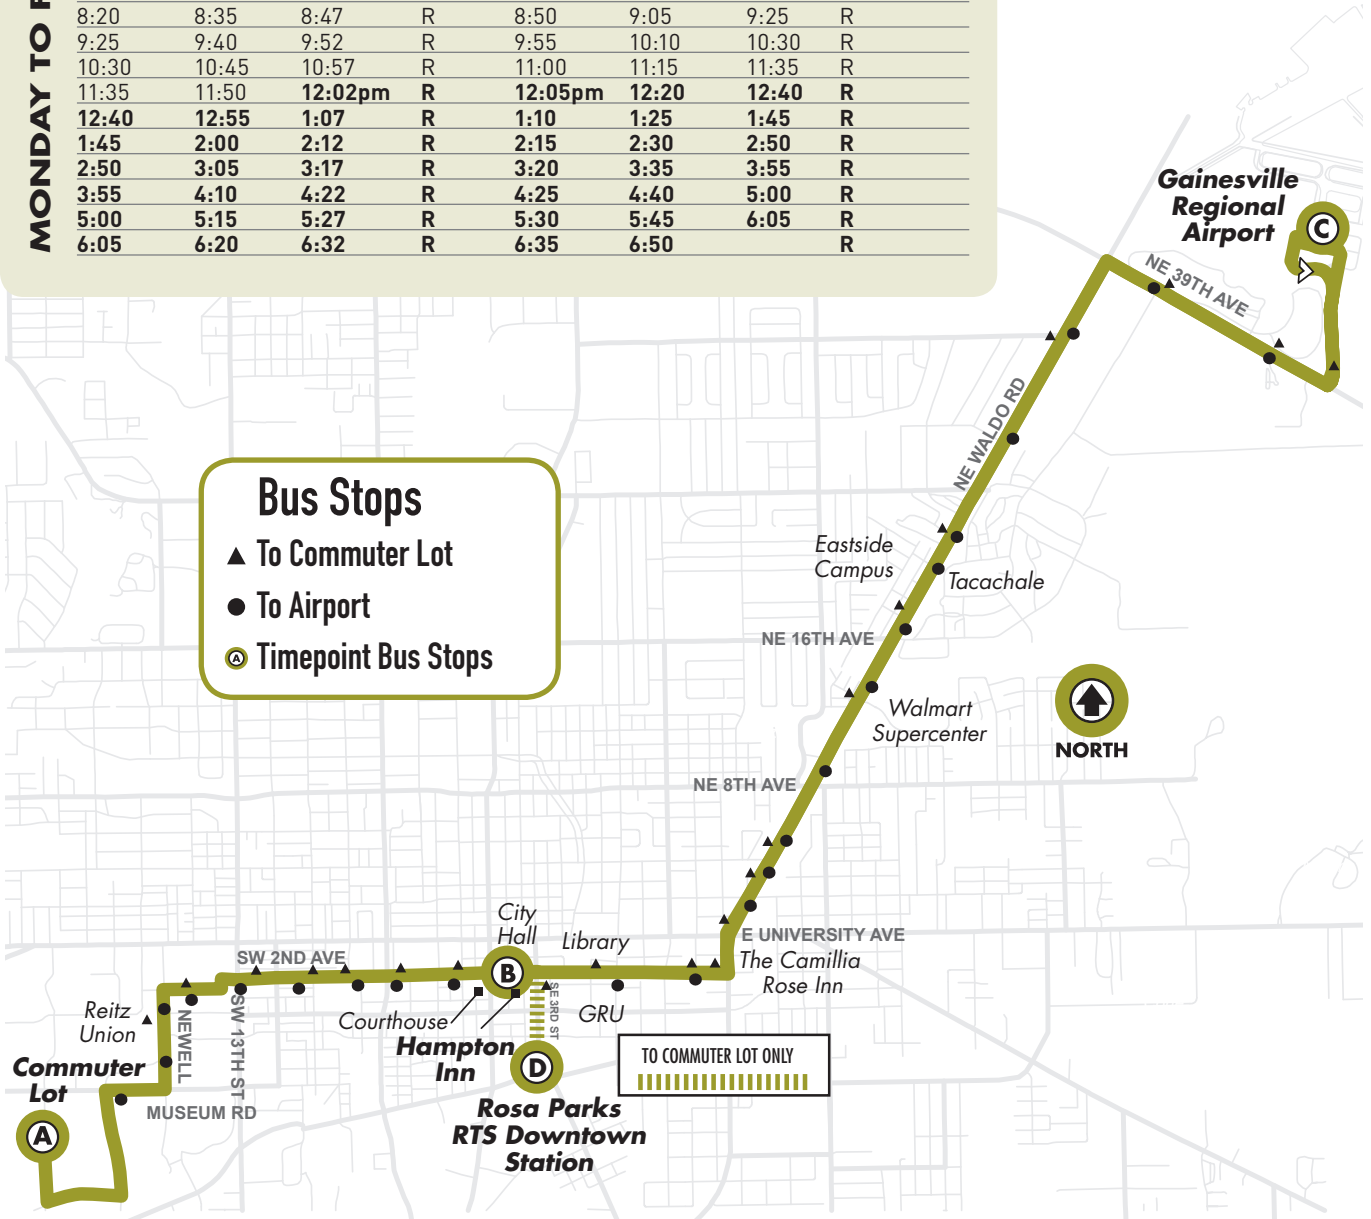 MONDAY TO
8:20 8:35 8:47 R 8:50 9:05 9:25 R
9:25 9:40 9:52 R 9:55 10:10 10:30 R
10:30 10:45 10:57 R 11:00 11:15 11:35 R
11:35 11:50 12:02pm R 12:05pm 12:20 12:40 R
12:40 12:55 1:07 R 1:10 1:25 1:45 R
1:45 2:00 2:12 R 2:15 2:30 2:50 R
2:50 3:05 3:17 R 3:20 3:35 3:55 R
3:55 4:10 4:22 R 4:25 4:40 5:00 R
5:00 5:15 5:27 R 5:30 5:45 6:05 R
6:05 6:20 6:32 R 6:35 6:50 R
Gainesville
Regional
Airport
C
NE 39TH AVE
NE WALDO RD
Bus Stops
To Commuter Lot
To Airport
A Timepoint Bus Stops
Eastside
Campus
Tacachale
NE 16TH AVE
Walmart
Supercenter
NORTH
NE 8TH AVE
City
Hall
Library
E UNIVERSITY AVE
SW 2ND AVE
B
The Camillia
Rose Inn
SE 3RD ST
GRU
Reitz
Union
NEWELL
SW 13TH ST
Courthouse
Hampton
Inn
TO COMMUTER LOT ONLY
Commuter
Lot
D
MUSEUM RD
A
Rosa Parks
RTS Downtown
Station